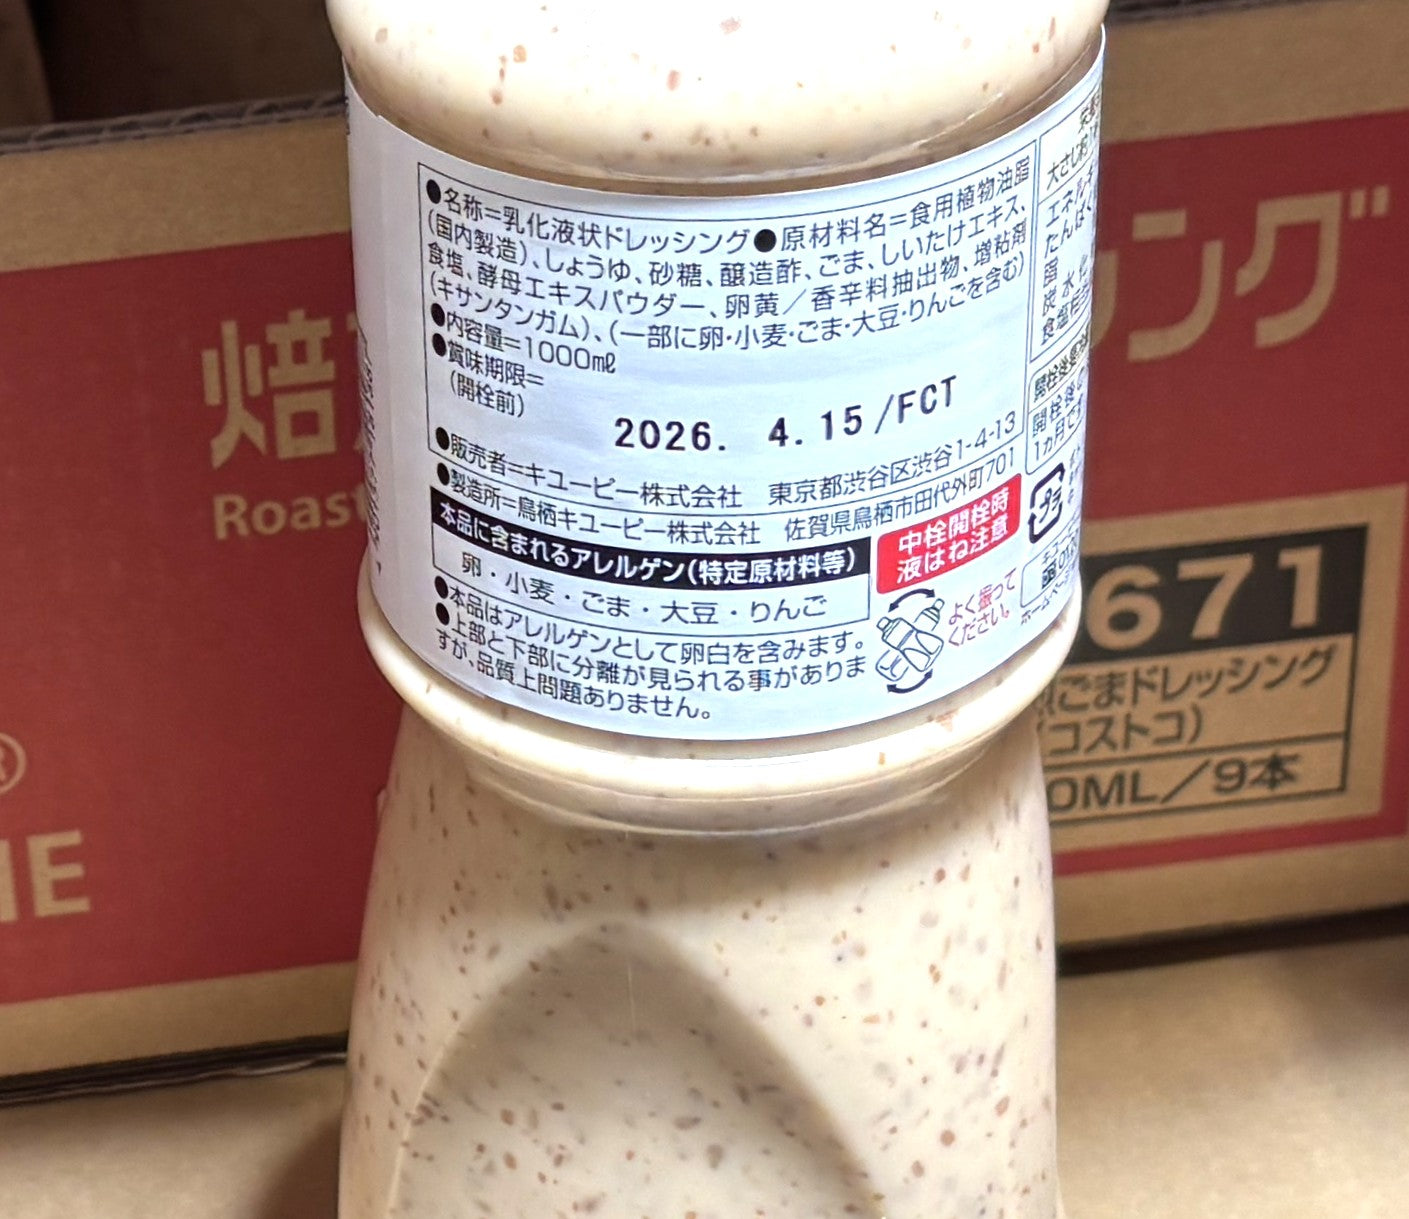 ●名称=乳化液状ドレッシング●原材料名=食用植物油脂
(国内製造)、しょうゆ、砂糖、醸造酢、ごま、しいたけエキス、
食塩、酵母エキスパウダー、卵黄/香辛料抽出物、増粘剤
(キサンタンガム)、(一部に卵・小麦・ごま・大豆・りんごを含む)
●内容量=1000㎖
●賞味期限=
(開栓前)
2026. 4.15/FCT
●販売者=キユーピー株式会社 東京都渋谷区渋谷1-4-13
●製造所=鳥栖キユーピー株式会社 佐賀県鳥栖市田代外町701
本品に含まれるアレルゲン(特定原材料等)
卵・小麦・ごま・大豆・りんご
●本品はアレルゲンとして卵白を含みます。
●上部と下部に分離が見られる事がありま
すが、品質上問題ありません。
中栓開栓時
液はね注意
よく振って
ください。
大さじ
エネルギ
たんぱく
脂
炭水化
食塩相当
開栓後要冷
開栓後
1カ月で
プラ
ホームペー
焙
Roast
®
IE
ング
671
ごまドレッシング
(コストコ)
0ML/9本